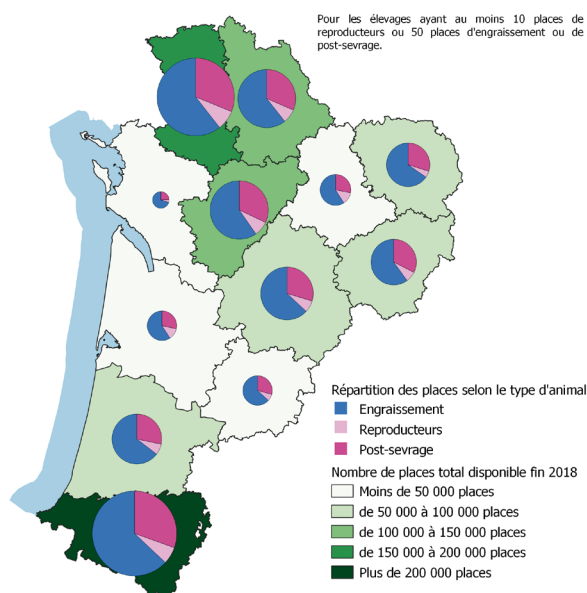 Pour les élevages ayant au moins 10 places de
reproducteurs ou 50 places d'engraissement ou de
post-sevrage.
Répartition des places selon le type d'animal
Engraissement
Reproducteurs
Post-sevrage
Nombre de places total disponible fin 2018
Moins de 50 000 places
de 50 000 à 100 000 places
de 100 000 à 150 000 places
de 150 000 à 200 000 places
Plus de 200 000 places